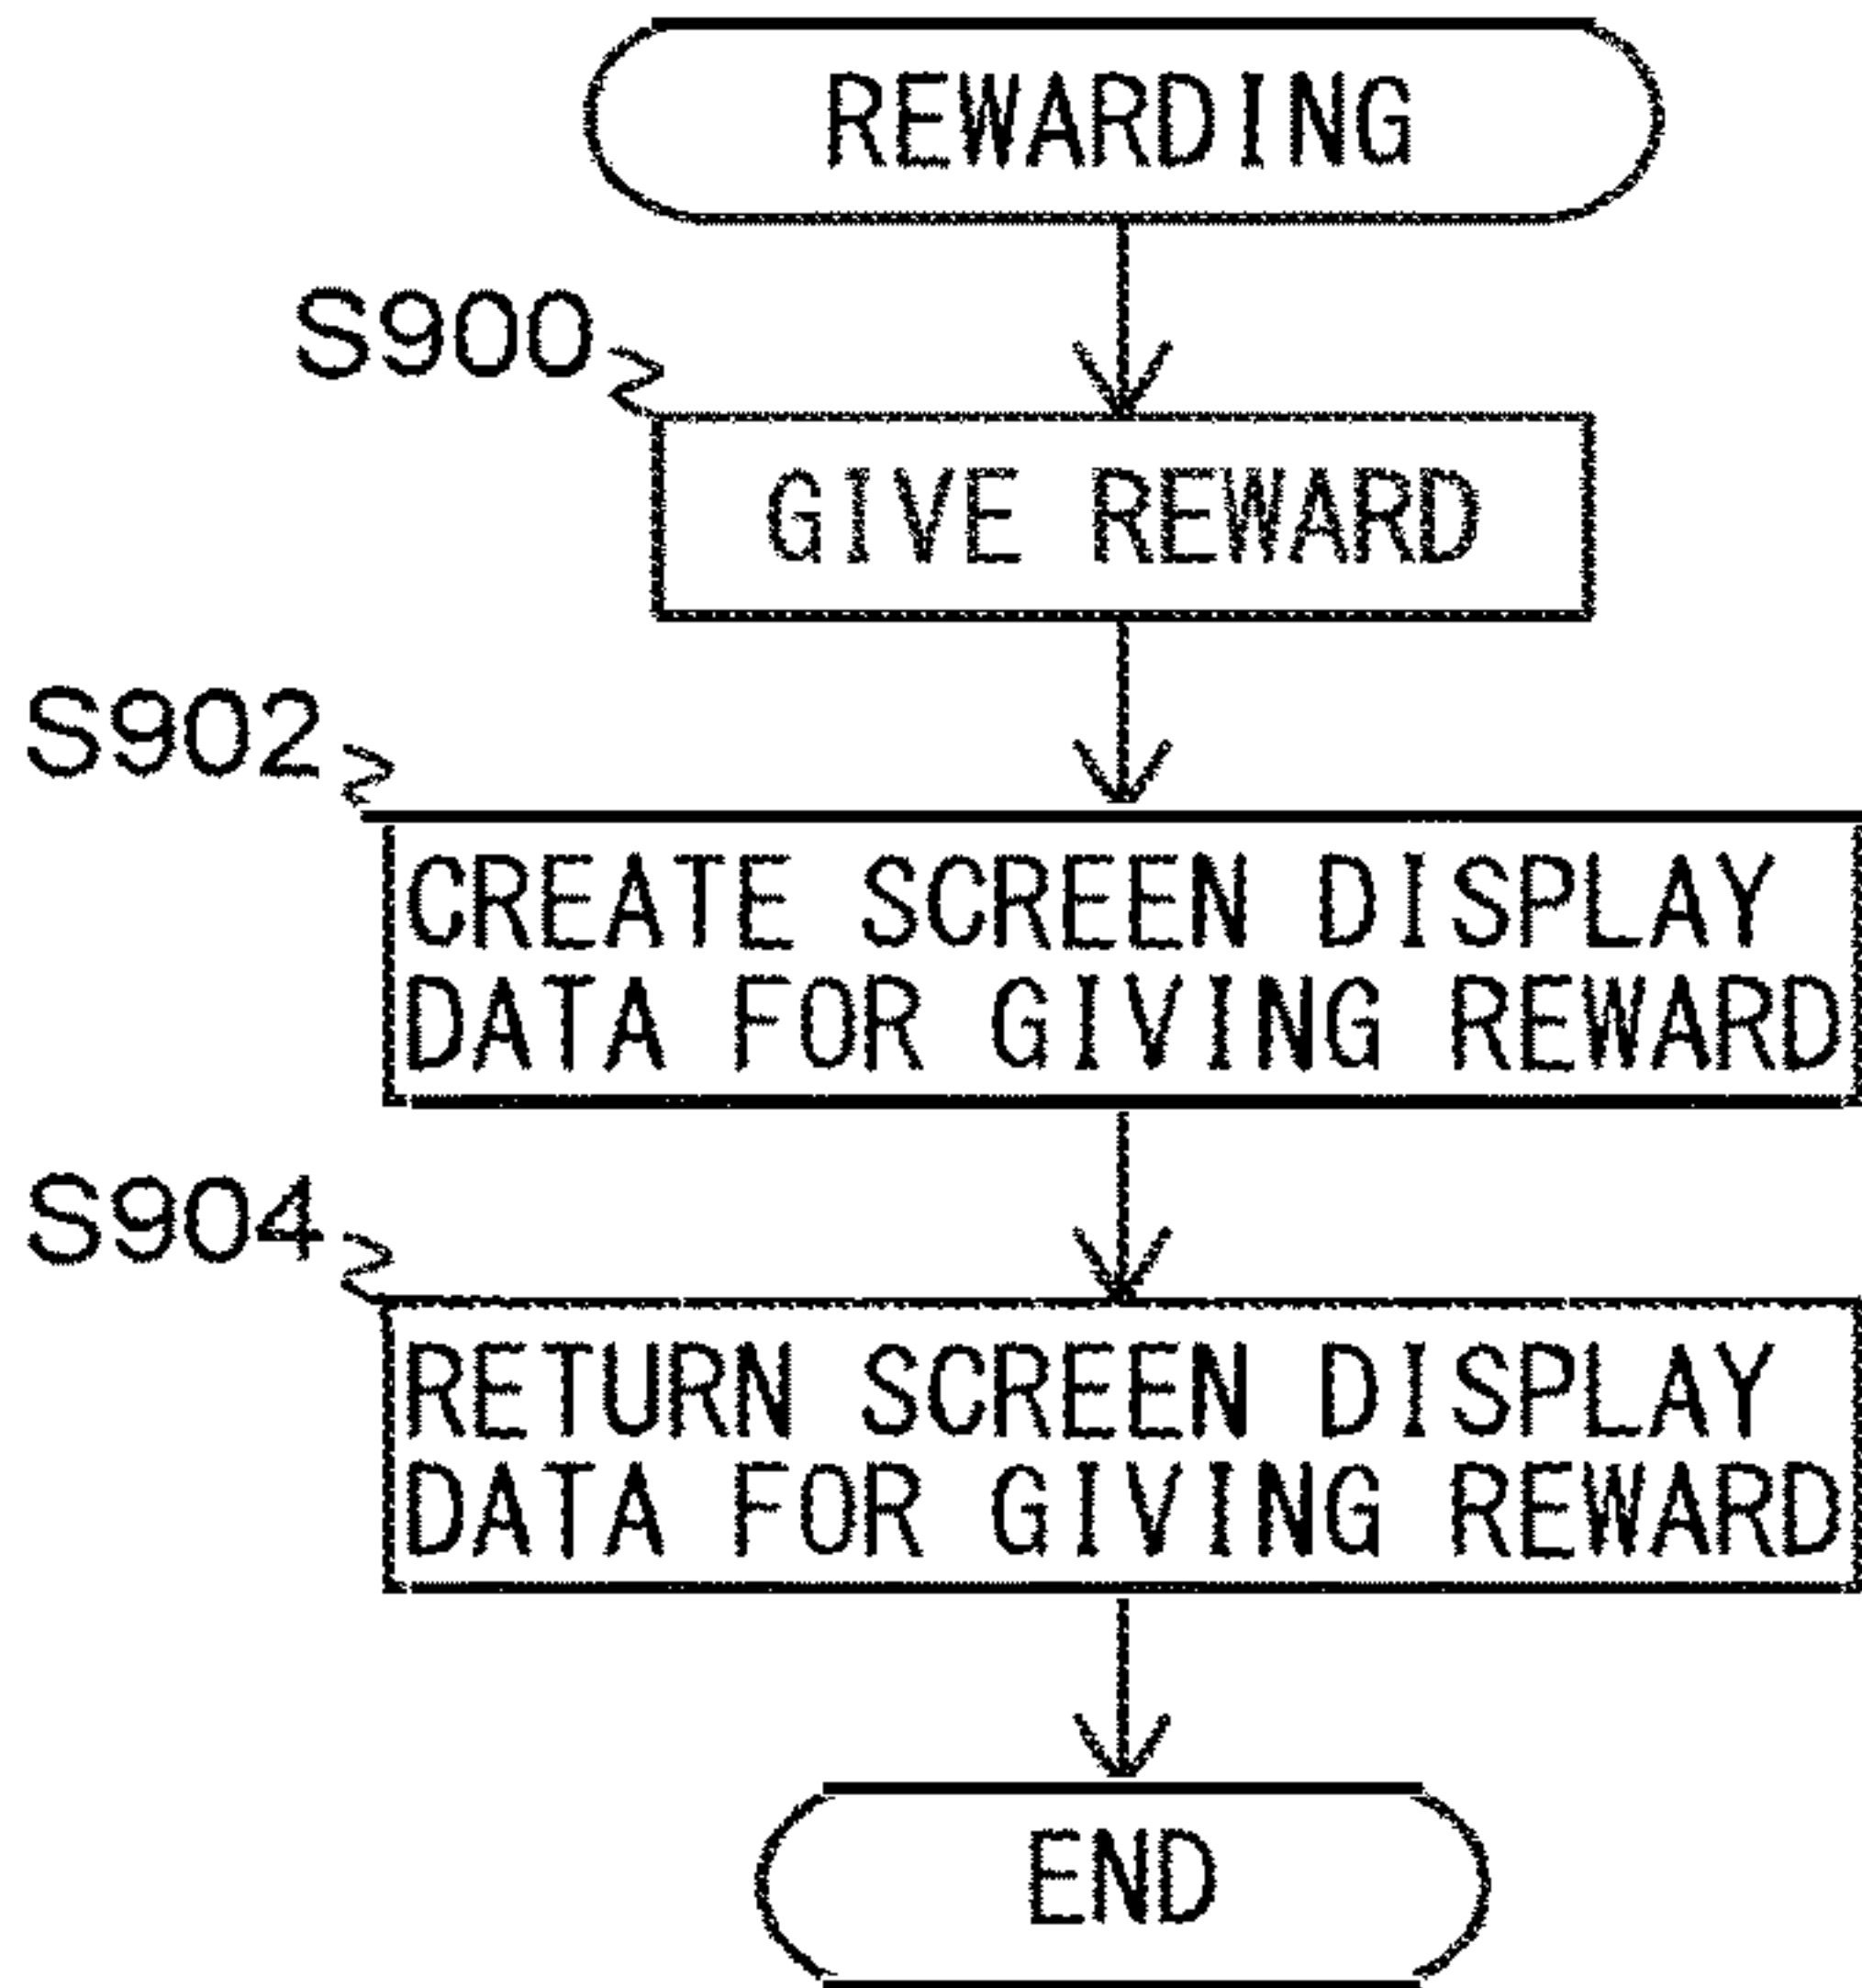 REWARDING
S900
GIVE REWARD
S902
CREATE SCREEN DISPLAY
DATA FOR GIVING REWARD
S904
RETURN SCREEN DISPLAY
DATA FOR GIVING REWARD
END